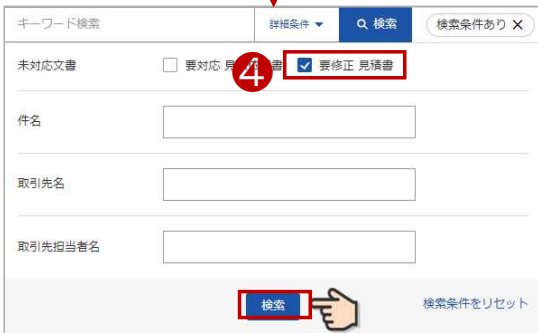 キーワード検索 詳細条件 ▼ 検索 検索条件あり ✕
未対応文書 要対応 見 書 4 要修正 見積書
件名
取引先名
取引先担当者名
検索 検索条件をリセット